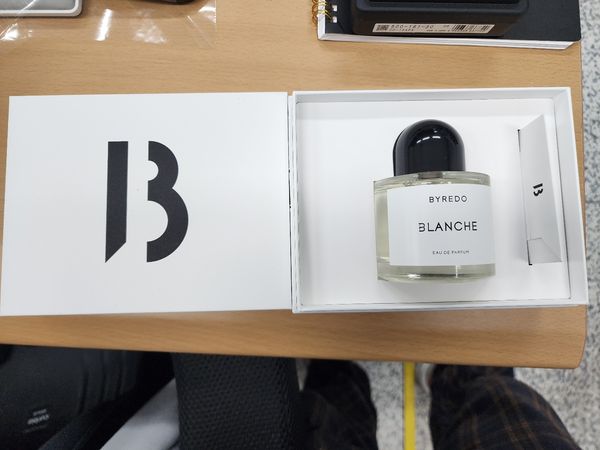 B
BYREDO
BLANCHE
EAU DE PARFUM
B